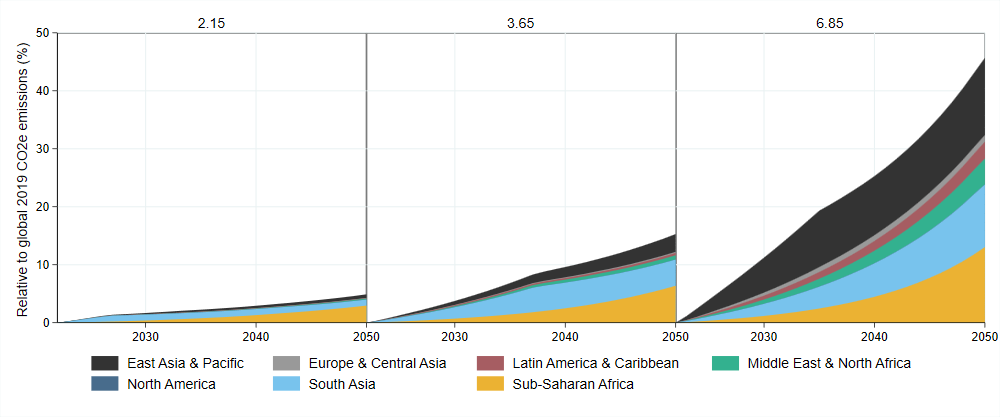 2.15 3.65 6.85
Relative to global 2019 CO2e emissions (%)
50
40
30
20
10
0
2030 2040 2050 2030 2040 2050 2030 2040 2050
East Asia & Pacific Europe & Central Asia Latin America & Caribbean Middle East & North Africa
North America South Asia Sub-Saharan Africa